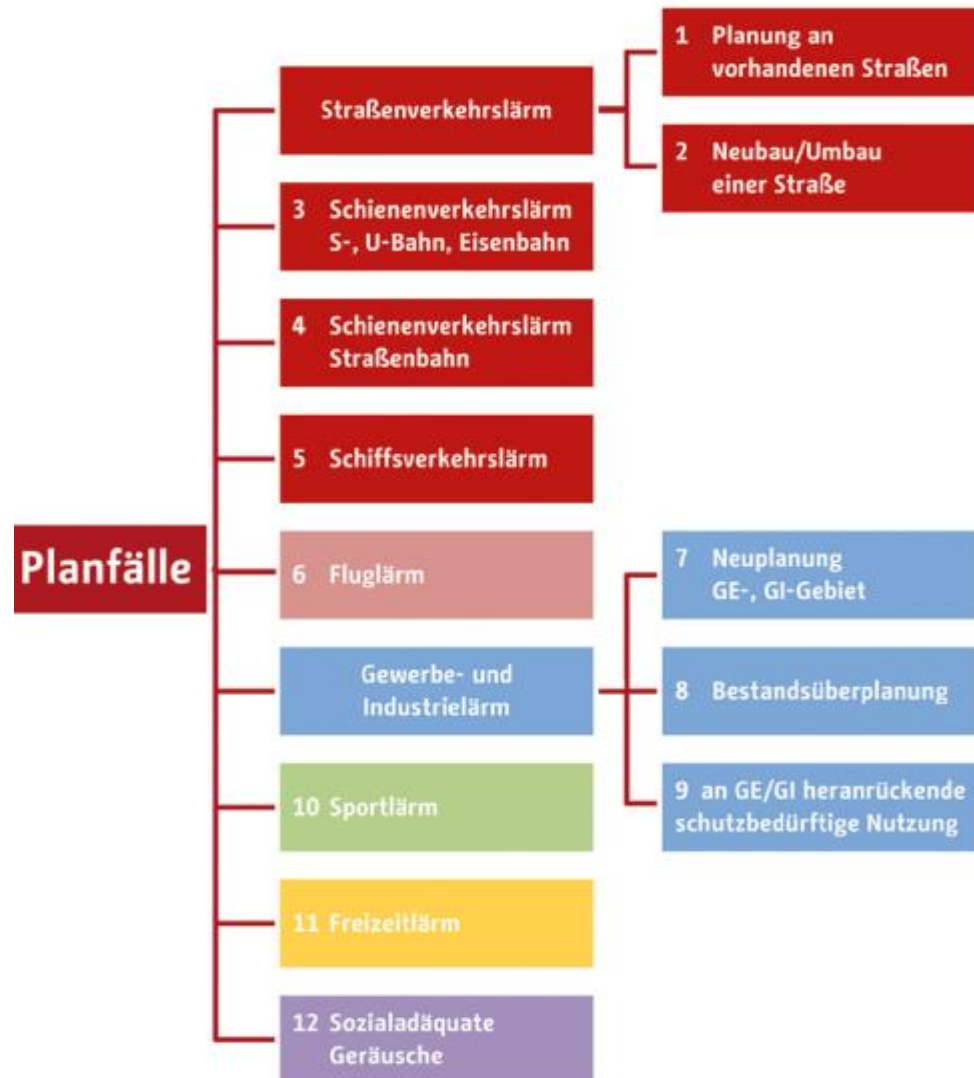 Planfälle
Straßenverkehrslärm
1 Planung an
vorhandenen Straßen
2 Neubau/Umbau
einer Straße
3 Schienenverkehrslärm
S-, U-Bahn, Eisenbahn
4 Schienenverkehrslärm
Straßenbahn
5 Schiffsverkehrslärm
6 Fluglärm
Gewerbe- und
Industrielärm
7 Neuplanung
GE-, GI-Gebiet
8 Bestandsüberplanung
9 an GE/GI heranrückende
schutzbedürftige Nutzung
10 Sportlärm
11 Freizeitlärm
12 Sozialadäquate
Geräusche